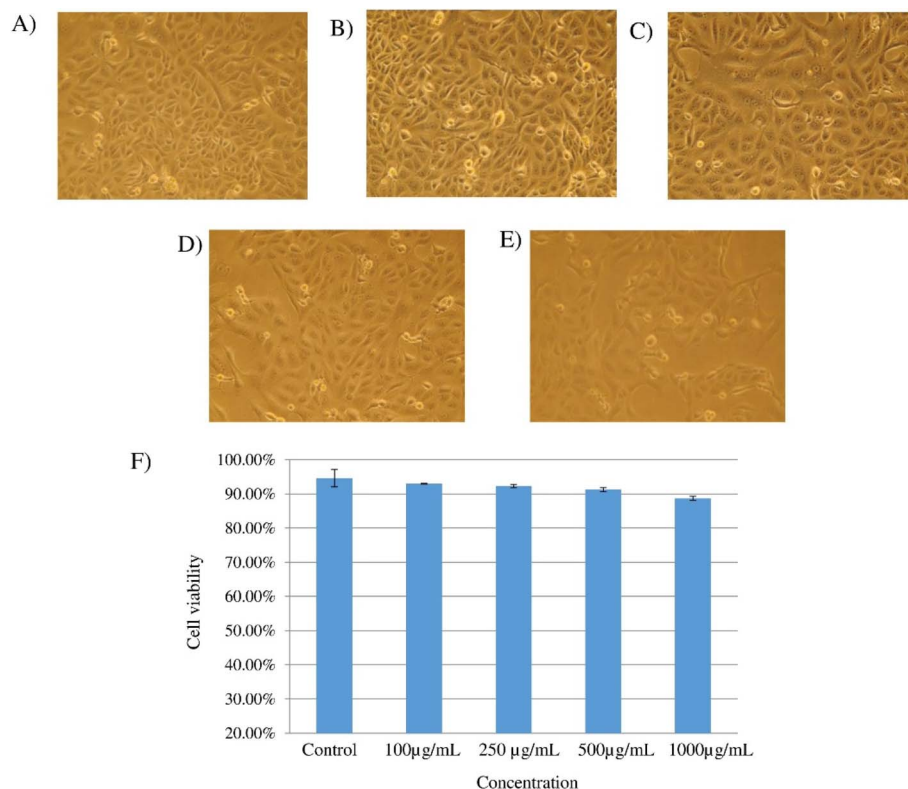 A)
B)
C)
D)
E)
F)
100.00%
90.00%
80.00%
70.00%
60.00%
50.00%
40.00%
30.00%
20.00%
Cell viability
Control 100µg/mL 250 µg/mL 500µg/mL 1000µg/mL
Concentration